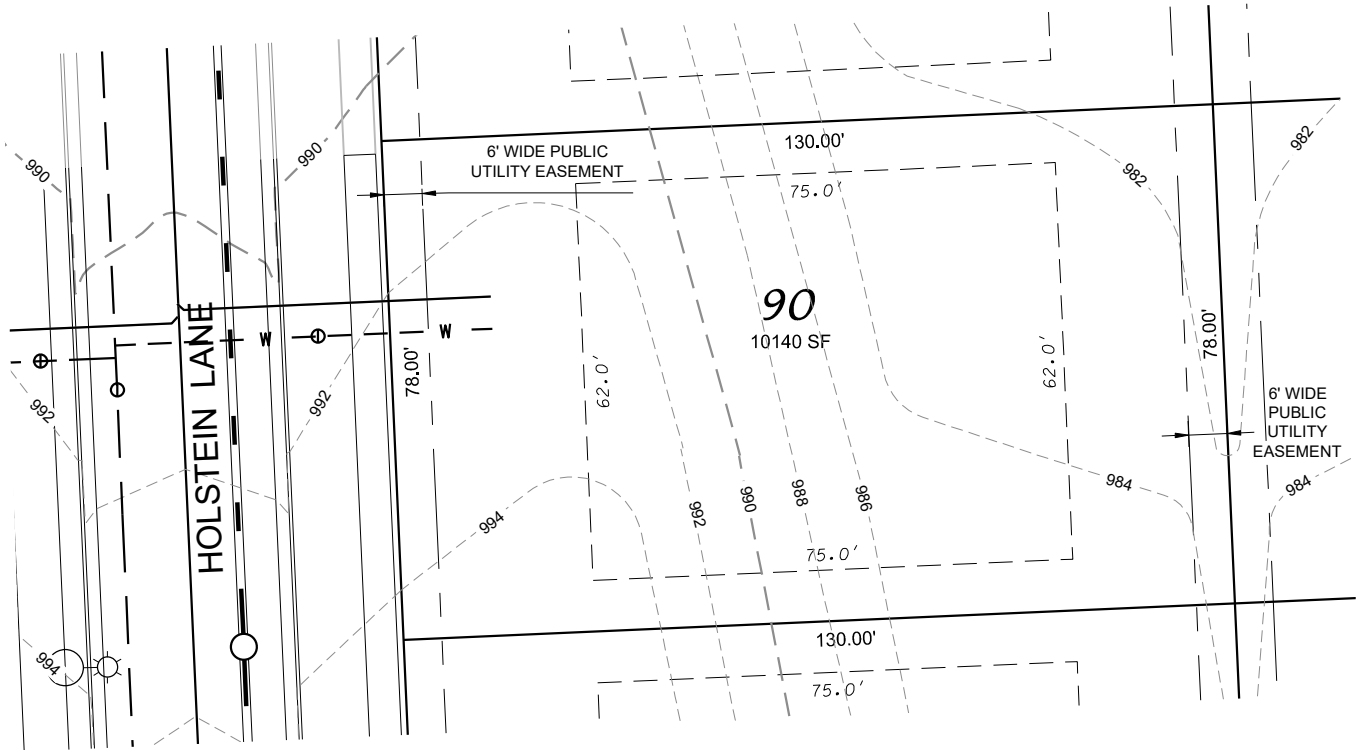 990
990
6' WIDE PUBLIC
UTILITY EASEMENT
130.00'
75.0'
982
982
90
10140 SF
HOLSTEIN LANE
W
W
78.00'
62.0'
62.0'
78.00'
992
992
6' WIDE
PUBLIC
UTILITY
EASEMENT
994
992
990
988
986
984
984
75.0'
130.00'
75.0'
994